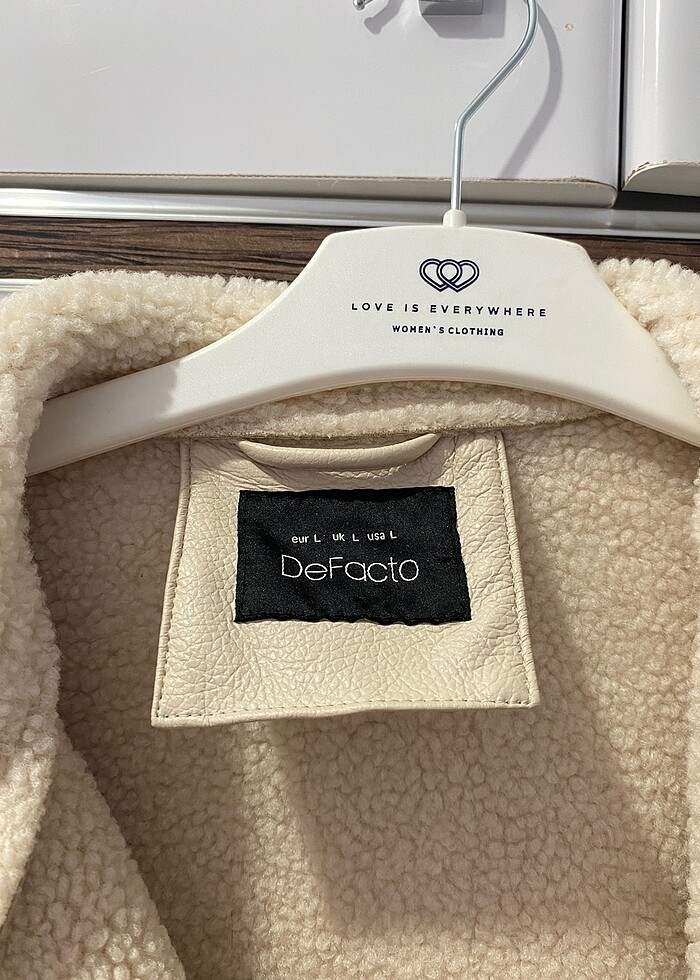 LOVE IS EVERYWHERE
WOMEN'S CLOTHING
eur L uk L usa L
DeFacto